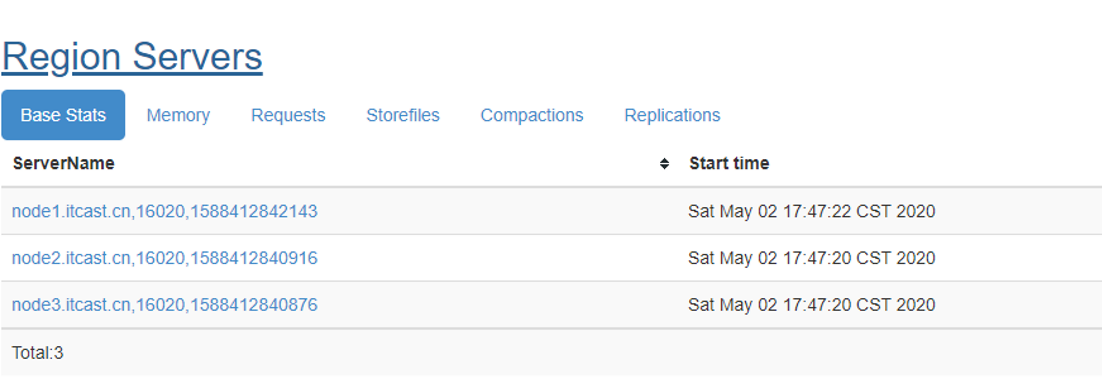 Region Servers
Base Stats Memory Requests Storefiles Compactions Replications
ServerName Start time
node1.itcast.cn,16020,1588412842143 Sat May 02 17:47:22 CST 2020
node2.itcast.cn,16020,1588412840916 Sat May 02 17:47:20 CST 2020
node3.itcast.cn,16020,1588412840876 Sat May 02 17:47:20 CST 2020
Total:3